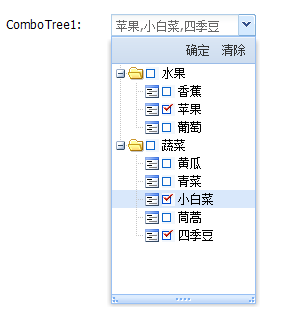 ComboTree1: 苹果,小白菜,四季豆
确定 清除
水果
香蕉
苹果
葡萄
蔬菜
黄瓜
青菜
小白菜
茼蒿
四季豆